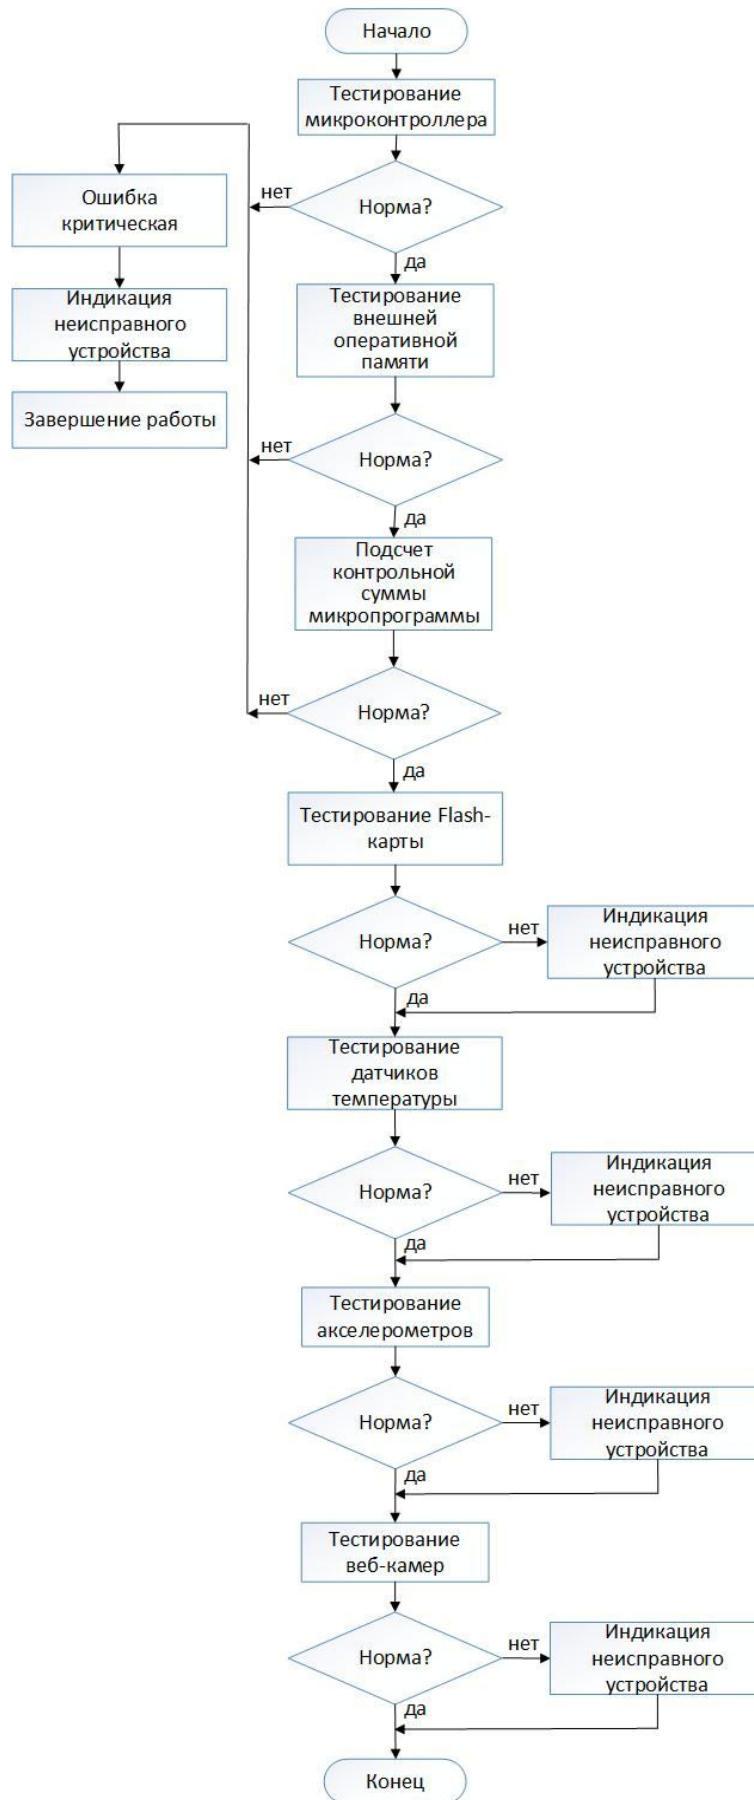 Начало
Тестирование
микроконтроллера
Норма?
нет
да
Ошибка
критическая
Индикация
неисправного
устройства
Завершение работы
Тестирование
внешней
оперативной
памяти
Норма?
нет
да
Подсчет
контрольной
суммы
микропрограммы
Норма?
нет
да
Тестирование Flash-
карты
Норма?
нет
Индикация
неисправного
устройства
да
Тестирование
датчиков
температуры
Норма?
нет
Индикация
неисправного
устройства
да
Тестирование
акселерометров
Норма?
нет
Индикация
неисправного
устройства
да
Тестирование
веб-камер
Норма?
нет
Индикация
неисправного
устройства
да
Конец